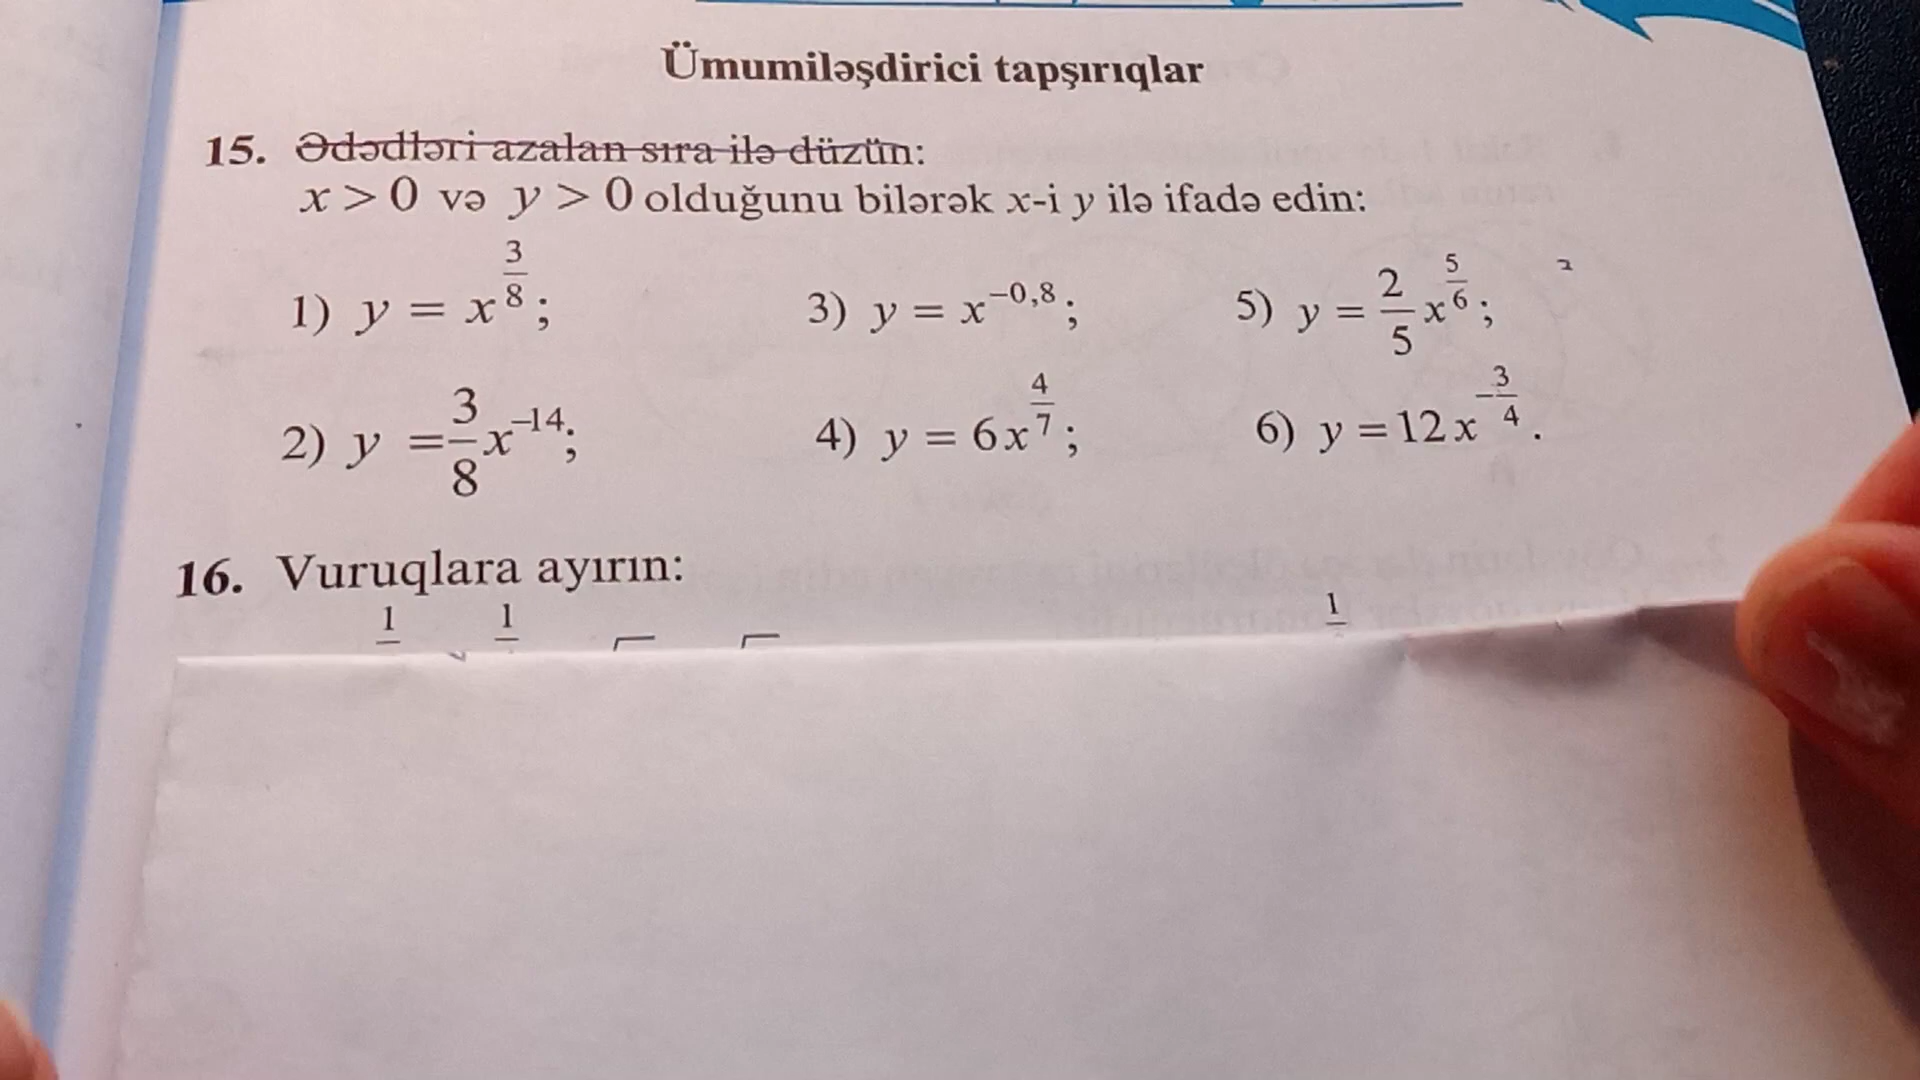 Ümumiləşdirici tapşırıqlar
15. Ədədləri azalan sıra ilə düzün:
x > 0 və y > 0 olduğunu bilərək x-i y ilə ifadə edin:
1) y = x^(3/8); 3) y = x^(−0,8); 5) y = 2/5 x^(5/6);
2) y = 3/8 x^(−14); 4) y = 6x^(4/7); 6) y = 12x^(−3/4).
16. Vuruqlara ayırın: